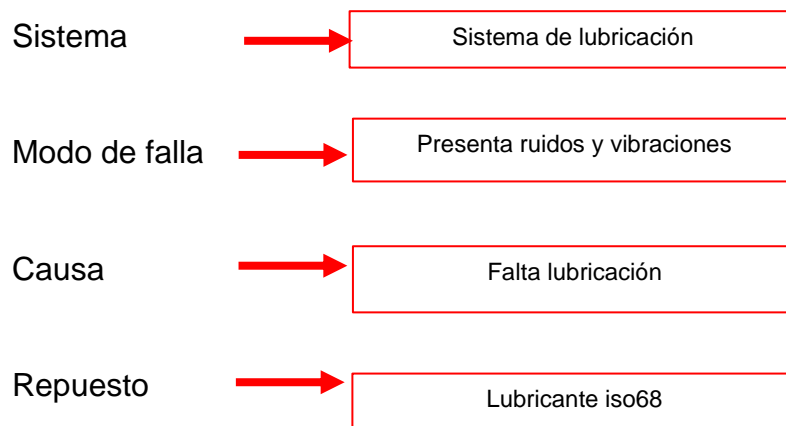 Sistema
Sistema de lubricación
Modo de falla
Presenta ruidos y vibraciones
Causa
Falta lubricación
Repuesto
Lubricante iso68